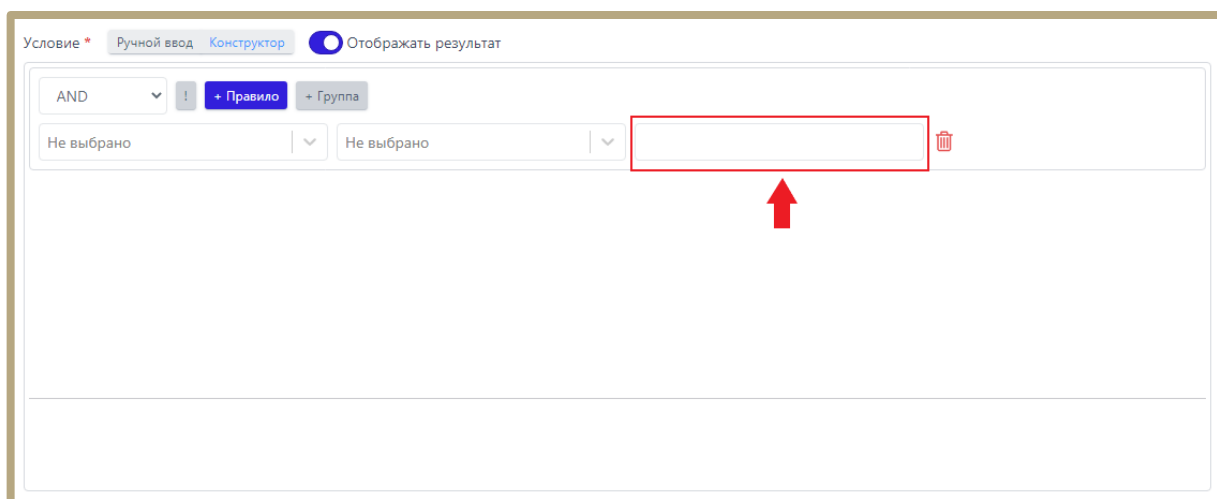 Условие * Ручной ввод Конструктор Отображать результат
AND ! + Правило + Группа
Не выбрано Не выбрано